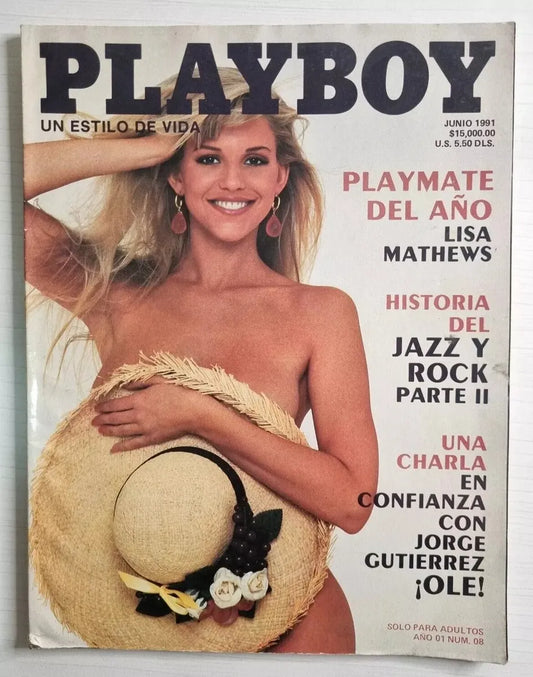 PLAYBOY
UN ESTILO DE VIDA
JUNIO 1991
$15,000.00
U.S. 5.50 DLS.
PLAYMATE
DEL AÑO
LISA
MATHEWS
HISTORIA
DEL
JAZZ Y
ROCK
PARTE II
UNA
CHARLA
EN
CONFIANZA
CON
JORGE
GUTIERREZ
¡OLE!
SOLO PARA ADULTOS
AÑO 01 NUM. 08